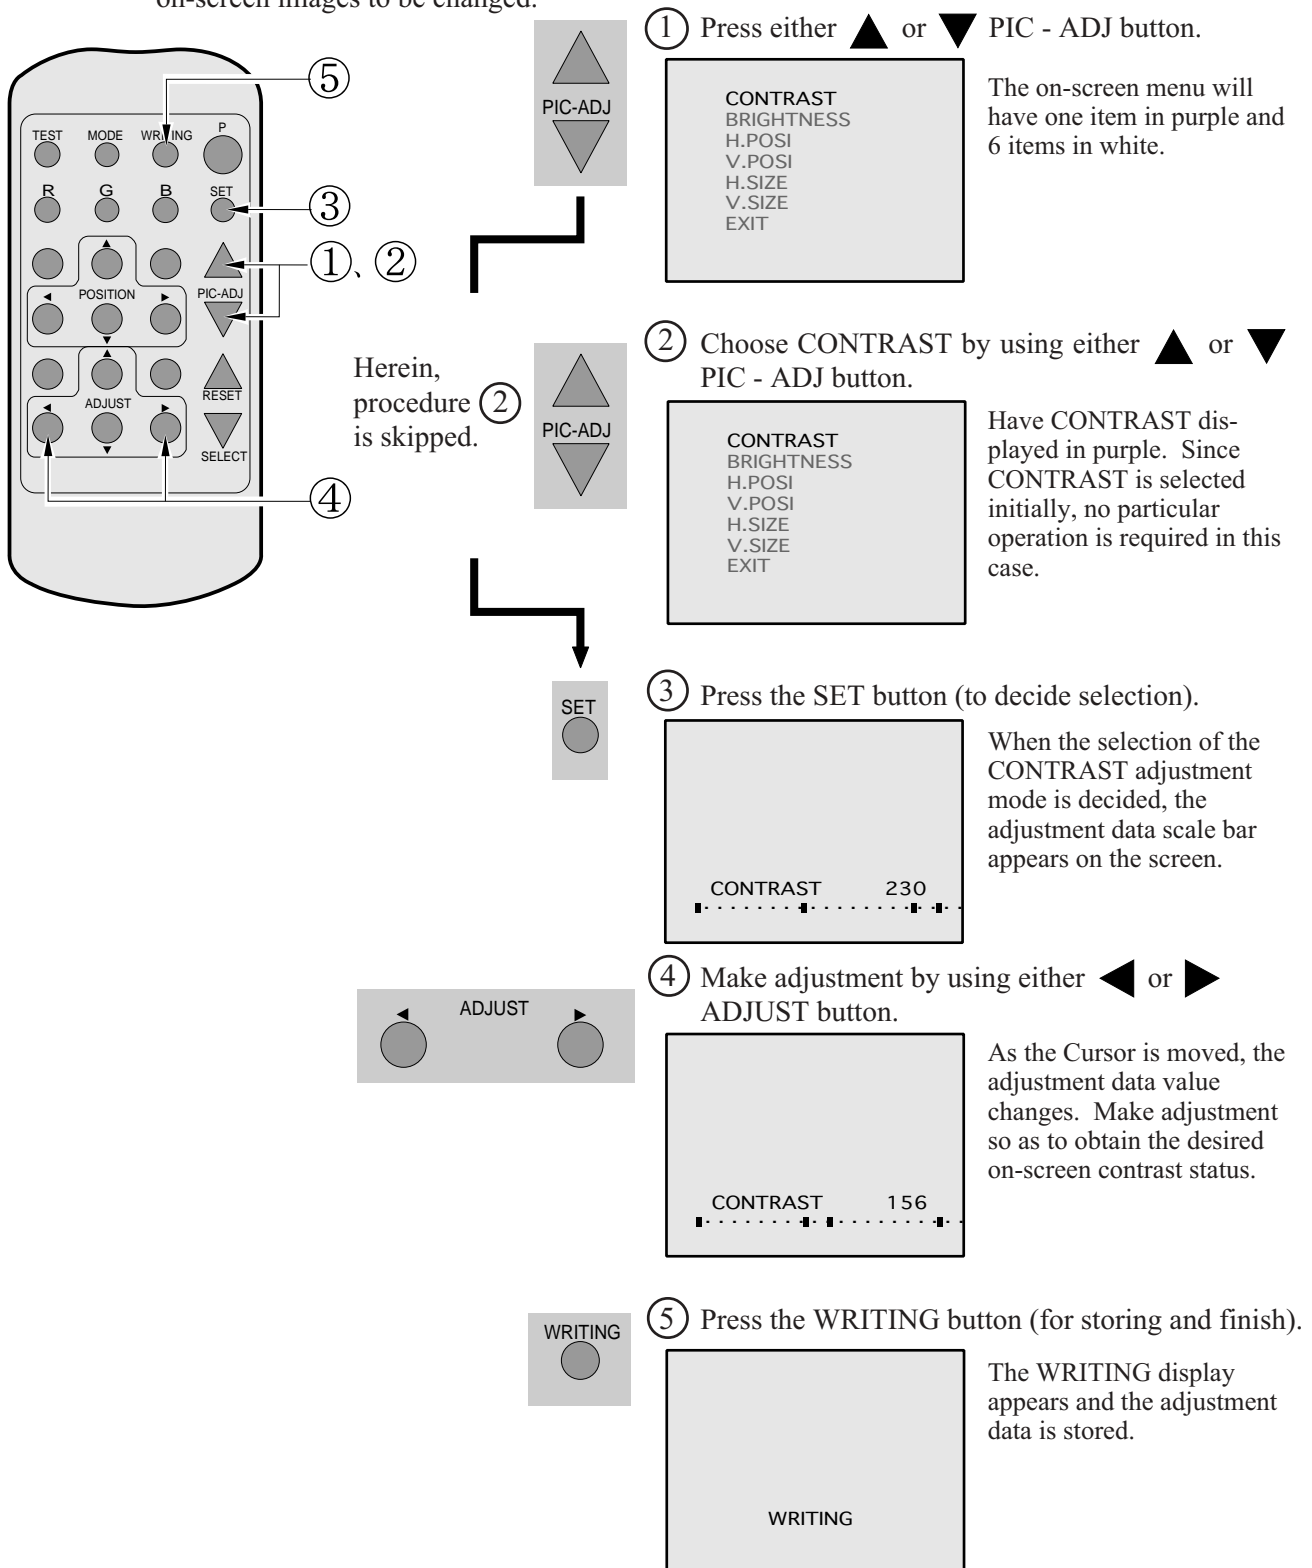 on-screen images to be changed.
TEST MODE WRITING P
R G B SET
POSITION
PIC-ADJ
ADJUST
RESET
SELECT
⑤
③
①、②
④
PIC-ADJ
① Press either ▲ or ▼ PIC - ADJ button.
CONTRAST
BRIGHTNESS
H.POSI
V.POSI
H.SIZE
V.SIZE
EXIT
The on-screen menu will
have one item in purple and
6 items in white.
Herein,
procedure ②
is skipped.
PIC-ADJ
② Choose CONTRAST by using either ▲ or ▼
PIC - ADJ button.
CONTRAST
BRIGHTNESS
H.POSI
V.POSI
H.SIZE
V.SIZE
EXIT
Have CONTRAST dis-
played in purple. Since
CONTRAST is selected
initially, no particular
operation is required in this
case.
SET
③ Press the SET button (to decide selection).
CONTRAST 230
When the selection of the
CONTRAST adjustment
mode is decided, the
adjustment data scale bar
appears on the screen.
◀ ADJUST ▶
④ Make adjustment by using either ◀ or ▶
ADJUST button.
CONTRAST 156
As the Cursor is moved, the
adjustment data value
changes. Make adjustment
so as to obtain the desired
on-screen contrast status.
WRITING
⑤ Press the WRITING button (for storing and finish).
WRITING
The WRITING display
appears and the adjustment
data is stored.